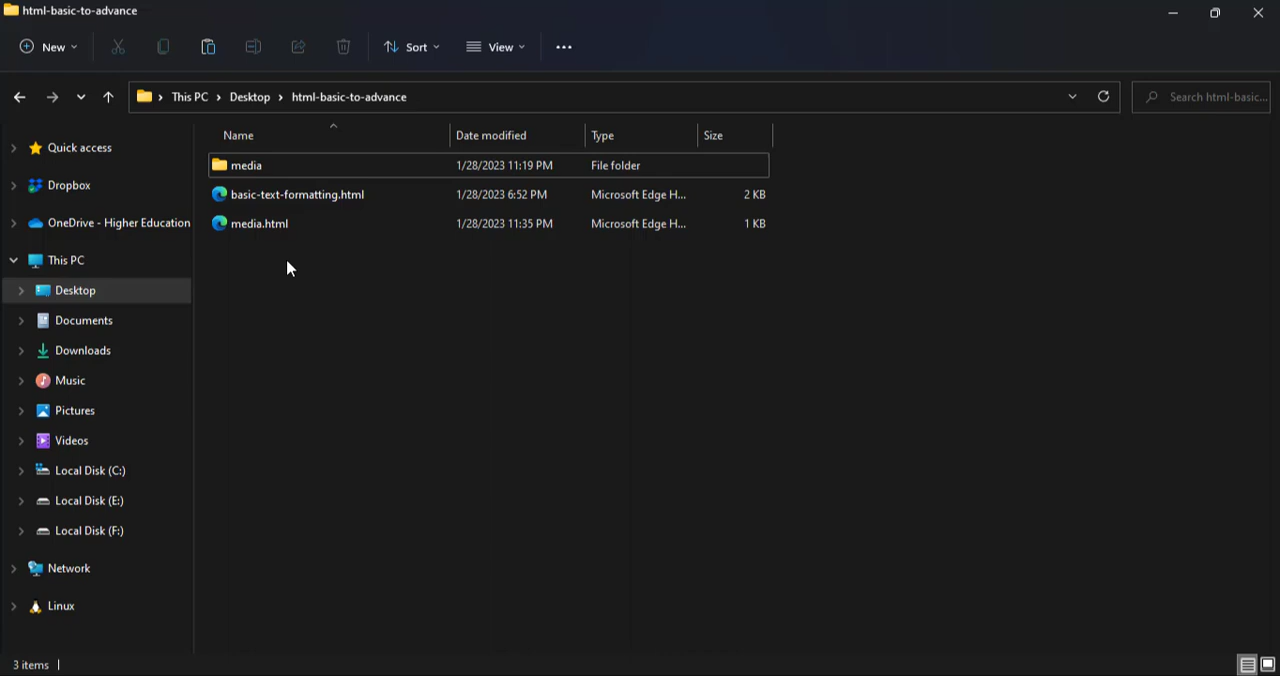 html-basic-to-advance
New
Sort
View
This PC
Desktop
html-basic-to-advance
Search html-basic...
Name
Date modified
Type
Size
media
1/28/2023 11:19 PM
File folder
basic-text-formatting.html
1/28/2023 6:52 PM
Microsoft Edge H...
2 KB
media.html
1/28/2023 11:35 PM
Microsoft Edge H...
1 KB
Quick access
Dropbox
OneDrive - Higher Education
This PC
Desktop
Documents
Downloads
Music
Pictures
Videos
Local Disk (C:)
Local Disk (E:)
Local Disk (F:)
Network
Linux
3 items